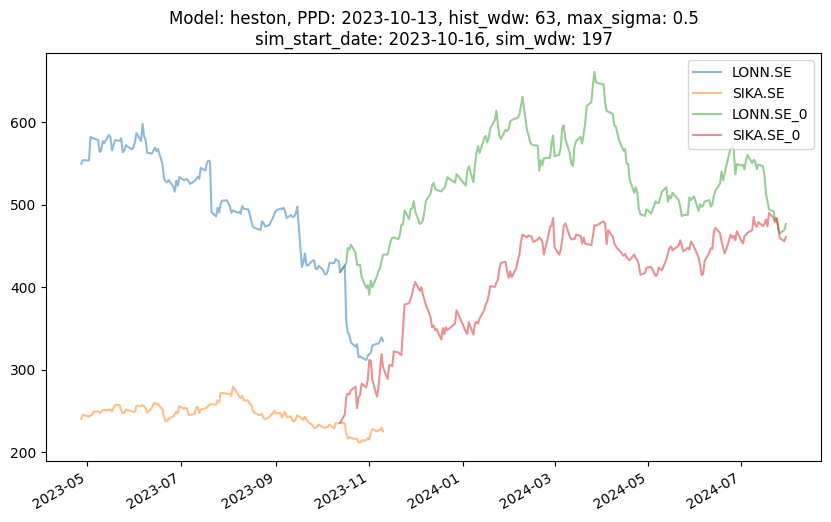 Model: heston, PPD: 2023-10-13, hist_wdw: 63, max_sigma: 0.5
sim_start_date: 2023-10-16, sim_wdw: 197
LONN.SE
SIKA.SE
LONN.SE_0
SIKA.SE_0
600
500
400
300
200
2023-05
2023-07
2023-09
2023-11
2024-01
2024-03
2024-05
2024-07